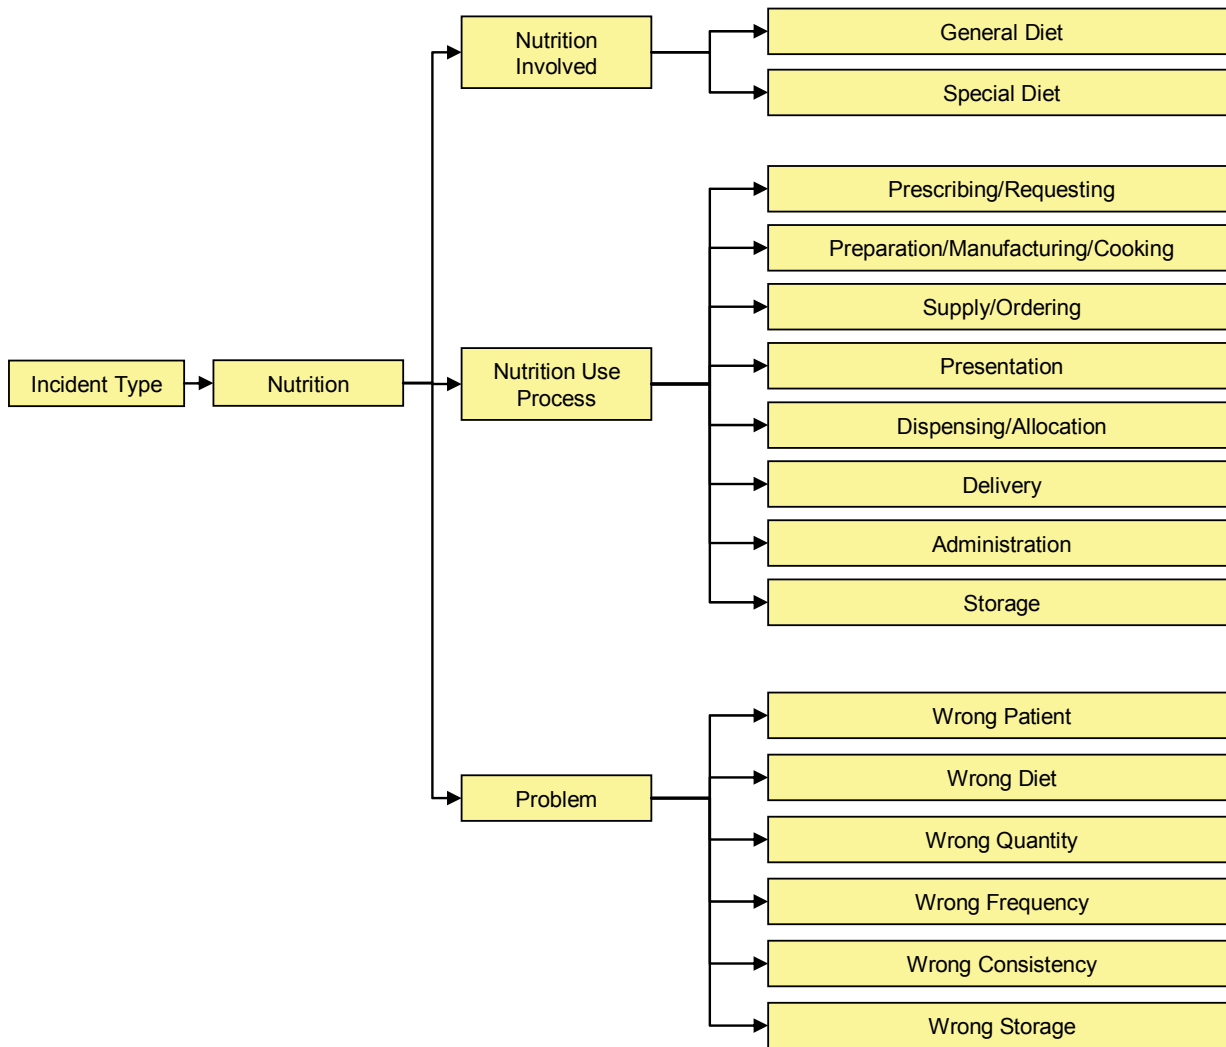 Incident Type
Nutrition
Nutrition
Involved
General Diet
Special Diet
Nutrition Use
Process
Prescribing/Requesting
Preparation/Manufacturing/Cooking
Supply/Ordering
Presentation
Dispensing/Allocation
Delivery
Administration
Storage
Problem
Wrong Patient
Wrong Diet
Wrong Quantity
Wrong Frequency
Wrong Consistency
Wrong Storage